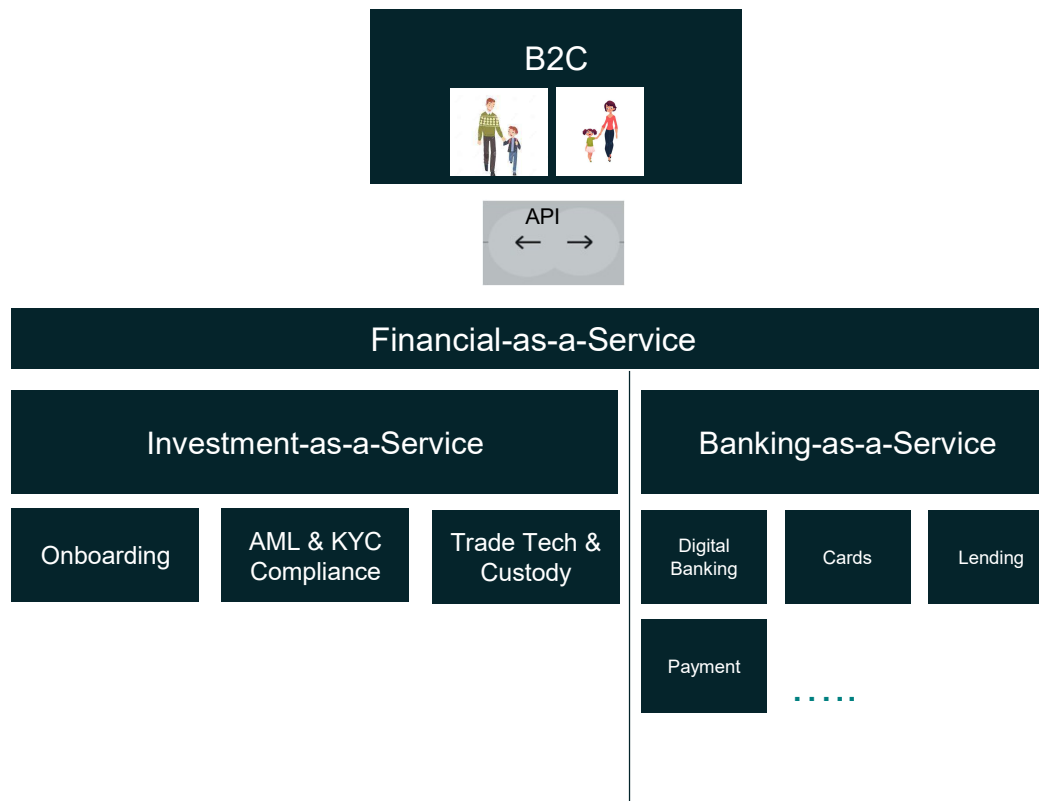 B2C
API
Financial-as-a-Service
Investment-as-a-Service
Banking-as-a-Service
Onboarding
AML & KYC
Compliance
Trade Tech &
Custody
Digital
Banking
Cards
Lending
Payment
.....